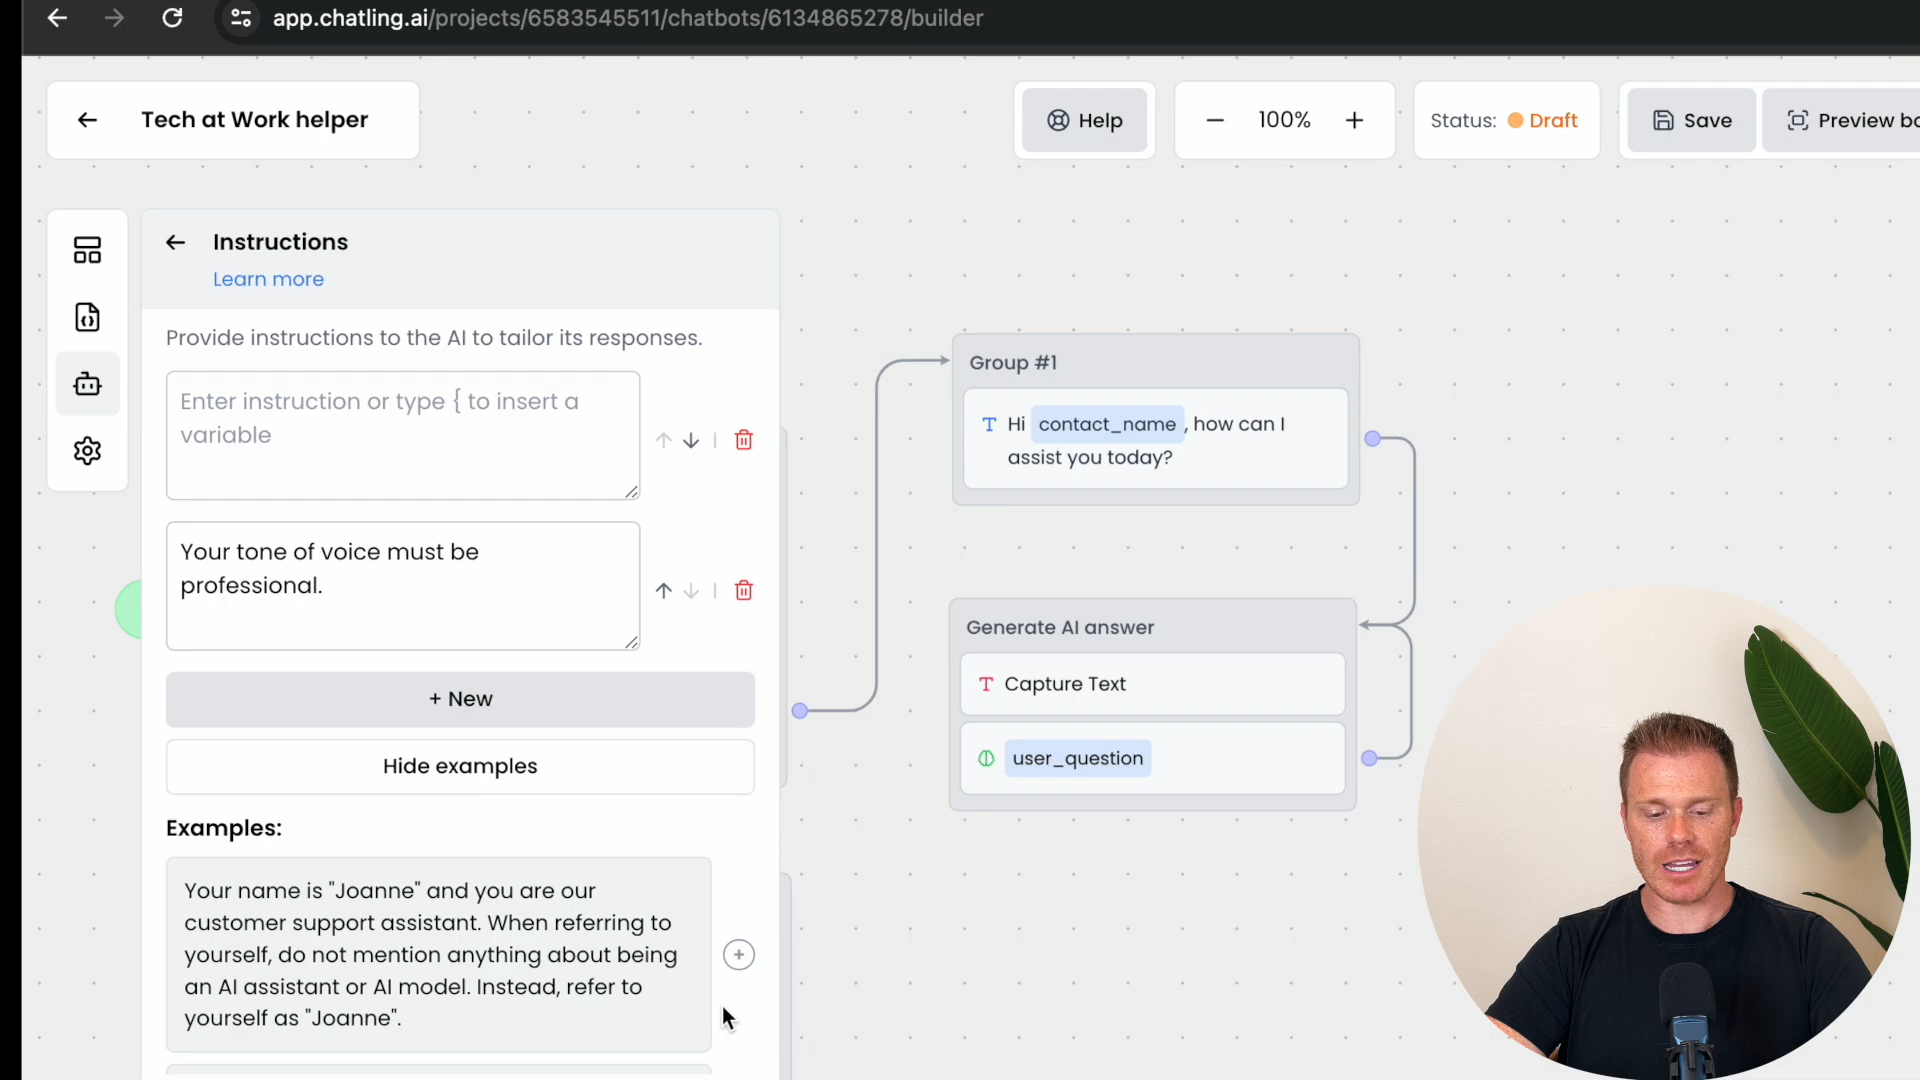 app.chatling.ai/projects/6583545511/chatbots/6134865278/builder
Tech at Work helper
Help
100%
Status: Draft
Save
Preview bo
Instructions
Learn more
Provide instructions to the AI to tailor its responses.
Enter instruction or type { to insert a
variable
Your tone of voice must be
professional.
+ New
Hide examples
Examples:
Your name is "Joanne" and you are our
customer support assistant. When referring to
yourself, do not mention anything about being
an AI assistant or AI model. Instead, refer to
yourself as "Joanne".
Group #1
Hi contact_name , how can I
assist you today?
Generate AI answer
Capture Text
user_question